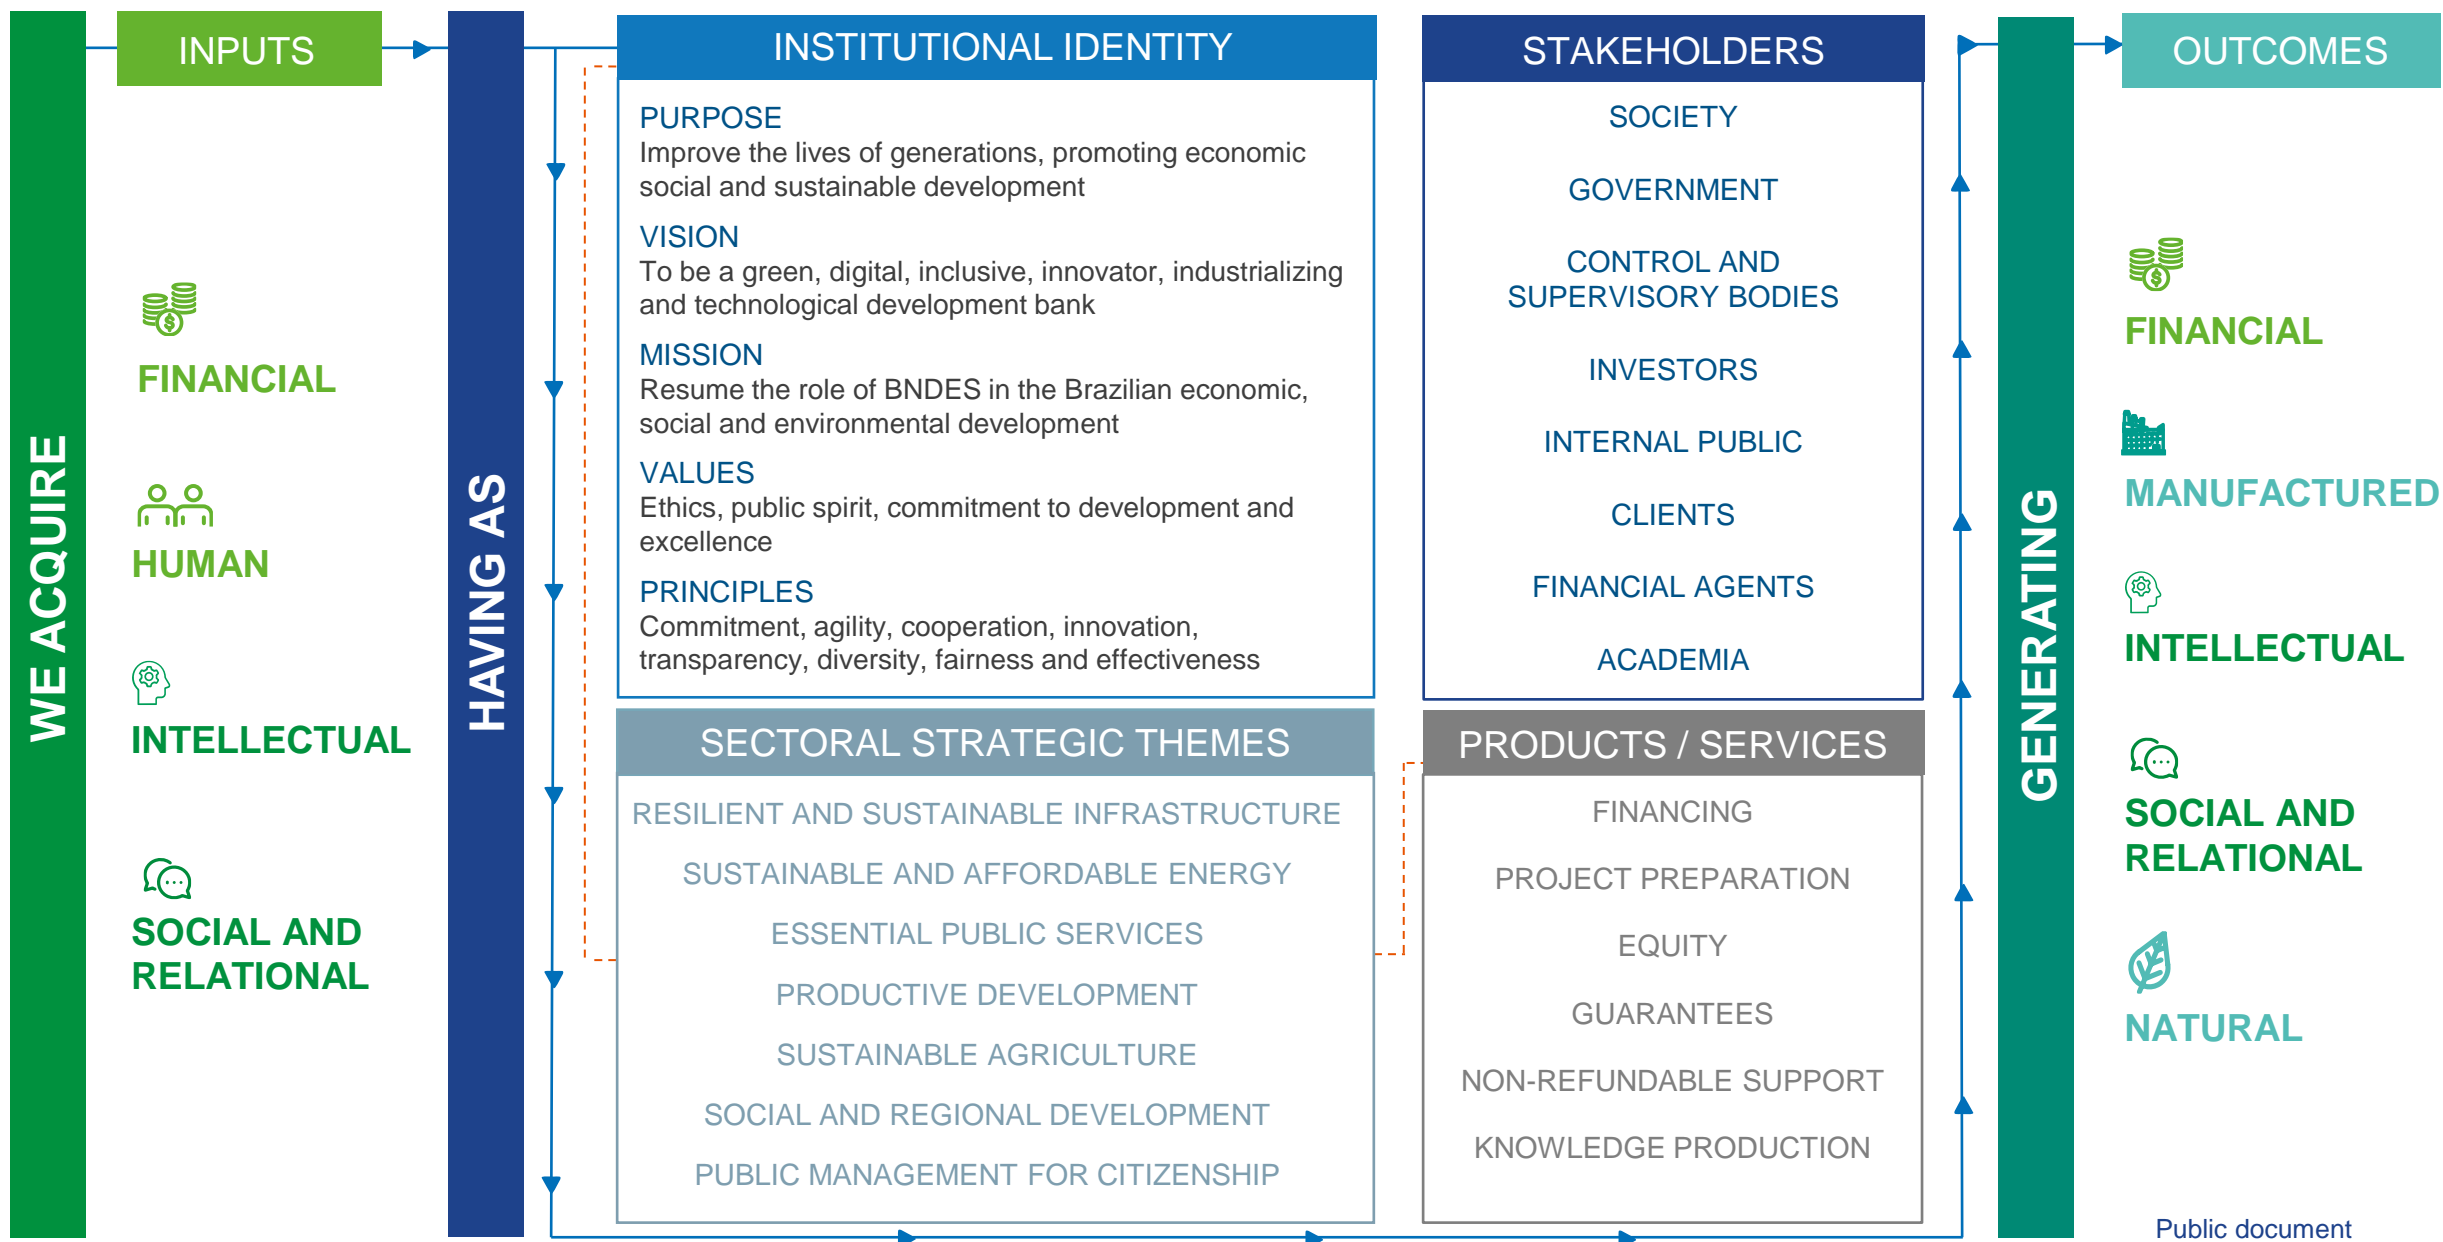 WE ACQUIRE
INPUTS
FINANCIAL
HUMAN
INTELLECTUAL
SOCIAL AND
RELATIONAL
HAVING AS
INSTITUTIONAL IDENTITY
PURPOSE
Improve the lives of generations, promoting economic
social and sustainable development
VISION
To be a green, digital, inclusive, innovator, industrializing
and technological development bank
MISSION
Resume the role of BNDES in the Brazilian economic,
social and environmental development
VALUES
Ethics, public spirit, commitment to development and
excellence
PRINCIPLES
Commitment, agility, cooperation, innovation,
transparency, diversity, fairness and effectiveness
STAKEHOLDERS
SOCIETY
GOVERNMENT
CONTROL AND
SUPERVISORY BODIES
INVESTORS
INTERNAL PUBLIC
CLIENTS
FINANCIAL AGENTS
ACADEMIA
SECTORAL STRATEGIC THEMES
RESILIENT AND SUSTAINABLE INFRASTRUCTURE
SUSTAINABLE AND AFFORDABLE ENERGY
ESSENTIAL PUBLIC SERVICES
PRODUCTIVE DEVELOPMENT
SUSTAINABLE AGRICULTURE
SOCIAL AND REGIONAL DEVELOPMENT
PUBLIC MANAGEMENT FOR CITIZENSHIP
PRODUCTS / SERVICES
FINANCING
PROJECT PREPARATION
EQUITY
GUARANTEES
NON-REFUNDABLE SUPPORT
KNOWLEDGE PRODUCTION
GENERATING
OUTCOMES
FINANCIAL
MANUFACTURED
INTELLECTUAL
SOCIAL AND
RELATIONAL
NATURAL
Public document